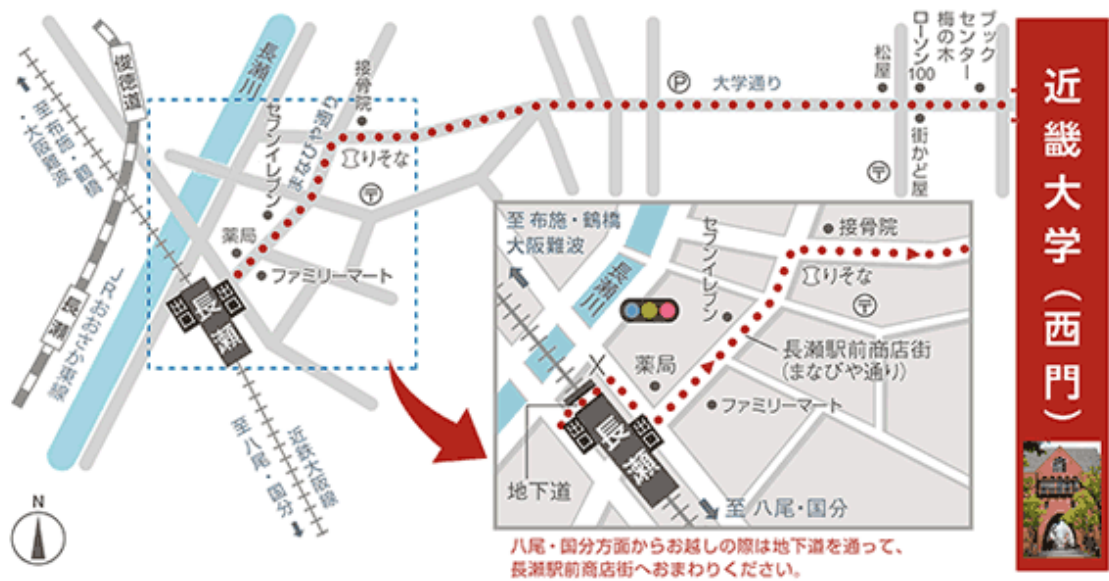 俊徳道
至 布施・鶴橋
・大阪難波
長瀬川
JRおおさか東線
長瀬
接骨院
まなびや通り
セブンイレブン
りそな
〒
薬局
ファミリーマート
出口
長瀬
出口
近鉄大阪線
至 八尾・国分
N
P
大学通り
松屋
ローソン100
梅の木
ブック
センター
街かど屋
〒
近畿大学(西門)
至 布施・鶴橋
大阪難波
長瀬川
セブンイレブン
接骨院
りそな
〒
長瀬駅前商店街
(まなびや通り)
薬局
ファミリーマート
出口
長瀬
出口
地下道
至 八尾・国分
八尾・国分方面からお越しの際は地下道を通って、
長瀬駅前商店街へおまわりください。